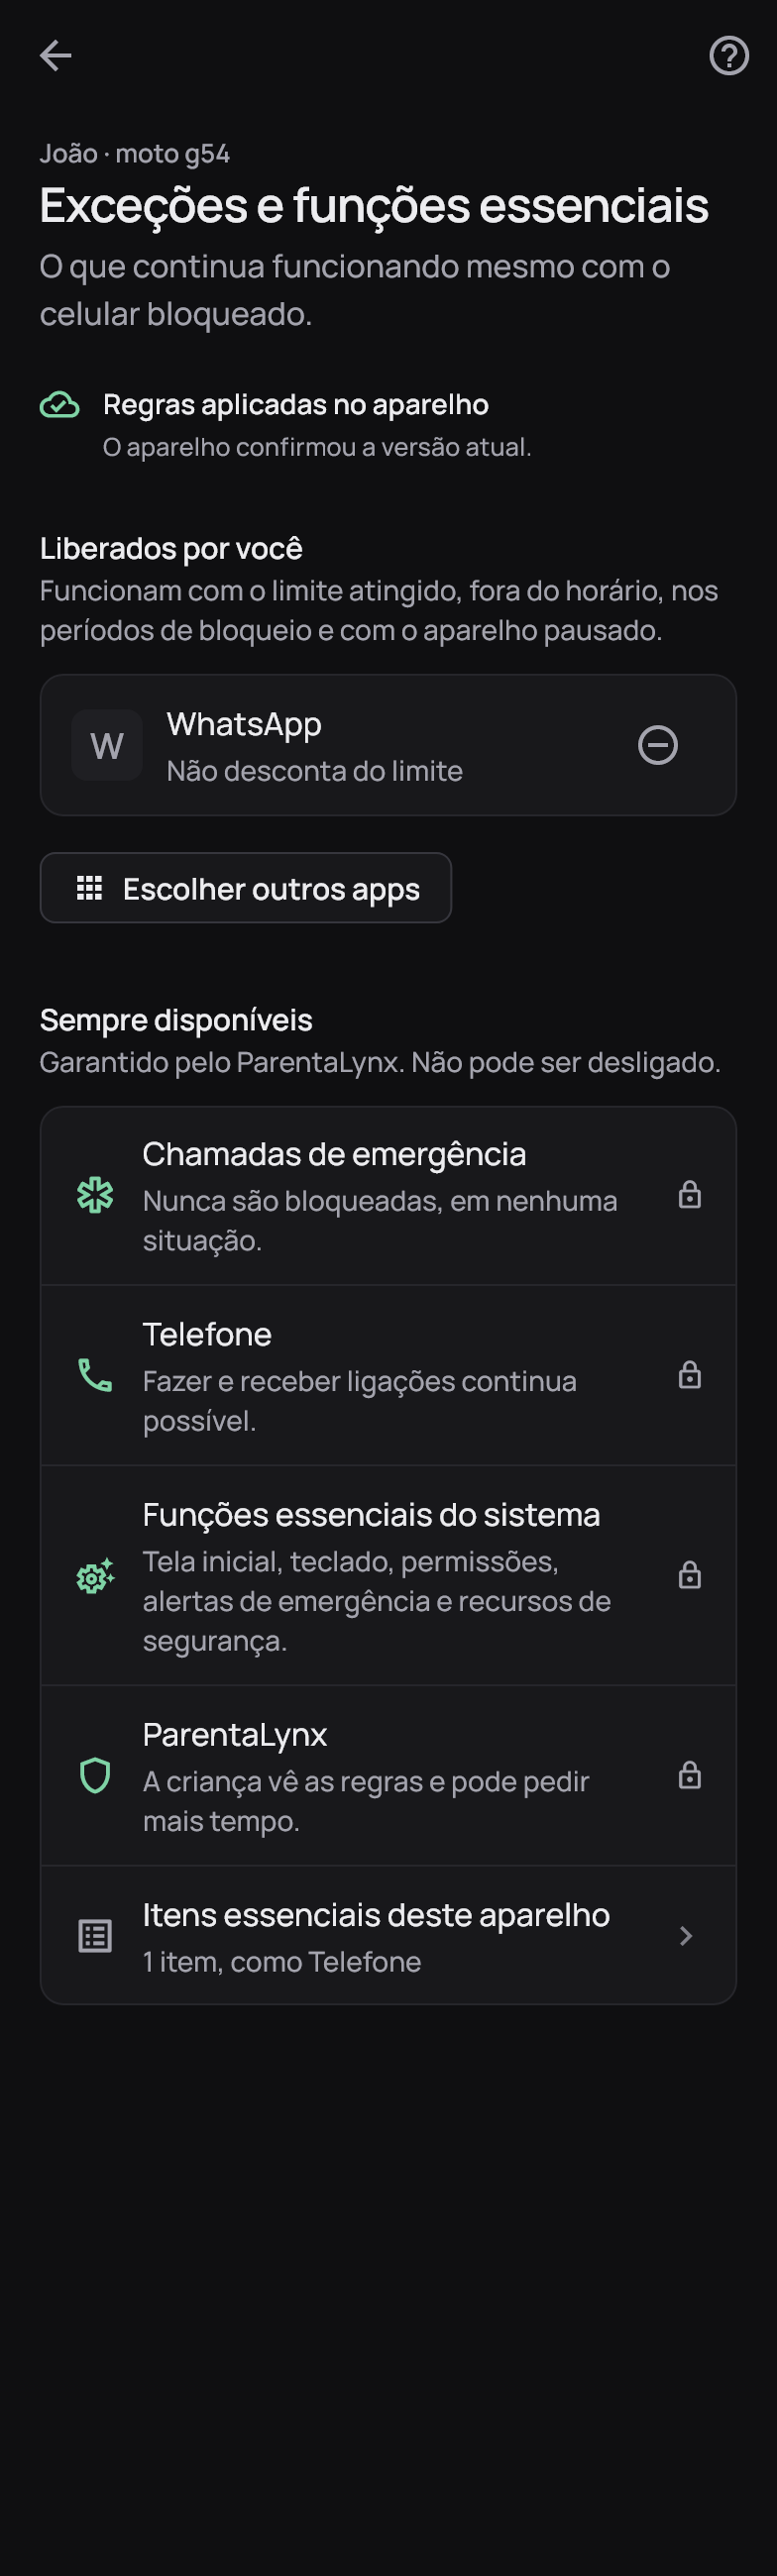 João · moto g54
Exceções e funções essenciais
O que continua funcionando mesmo com o
celular bloqueado.
Regras aplicadas no aparelho
O aparelho confirmou a versão atual.
Liberados por você
Funcionam com o limite atingido, fora do horário, nos
períodos de bloqueio e com o aparelho pausado.
W
WhatsApp
Não desconta do limite
Escolher outros apps
Sempre disponíveis
Garantido pelo ParentaLynx. Não pode ser desligado.
Chamadas de emergência
Nunca são bloqueadas, em nenhuma
situação.
Telefone
Fazer e receber ligações continua
possível.
Funções essenciais do sistema
Tela inicial, teclado, permissões,
alertas de emergência e recursos de
segurança.
ParentaLynx
A criança vê as regras e pode pedir
mais tempo.
Itens essenciais deste aparelho
1 item, como Telefone